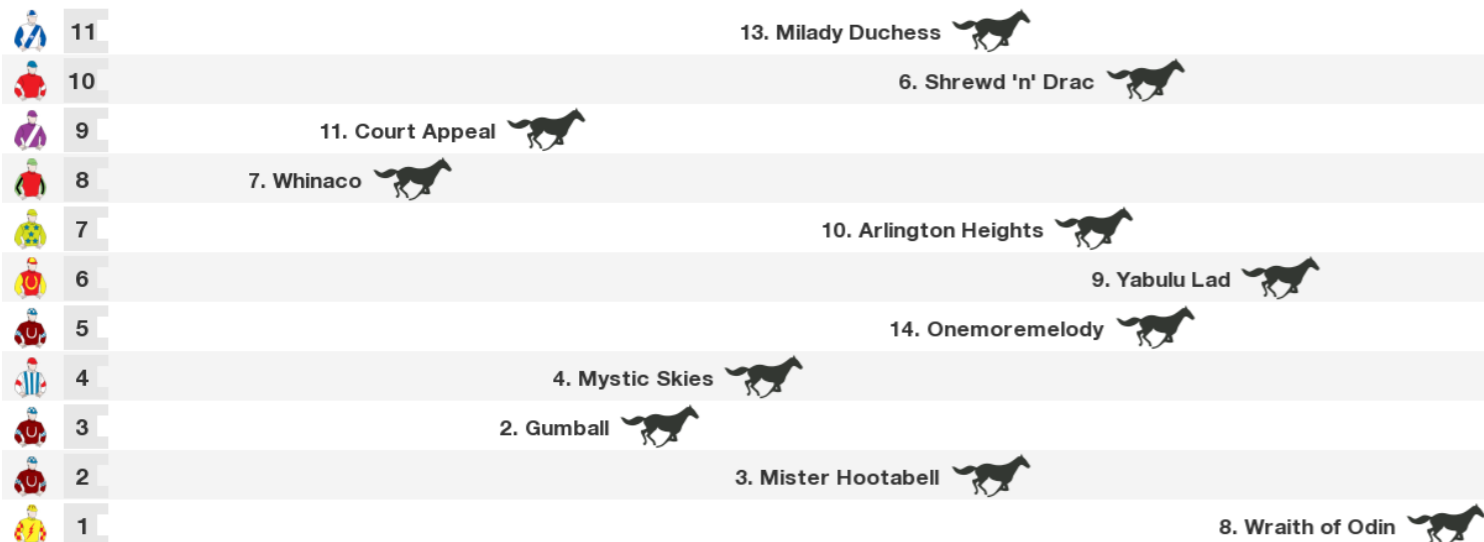 11 13. Milady Duchess
10 6. Shrewd 'n' Drac
9 11. Court Appeal
8 7. Whinaco
7 10. Arlington Heights
6 9. Yabulu Lad
5 14. Onemoremelody
4 4. Mystic Skies
3 2. Gumball
2 3. Mister Hootabell
1 8. Wraith of Odin